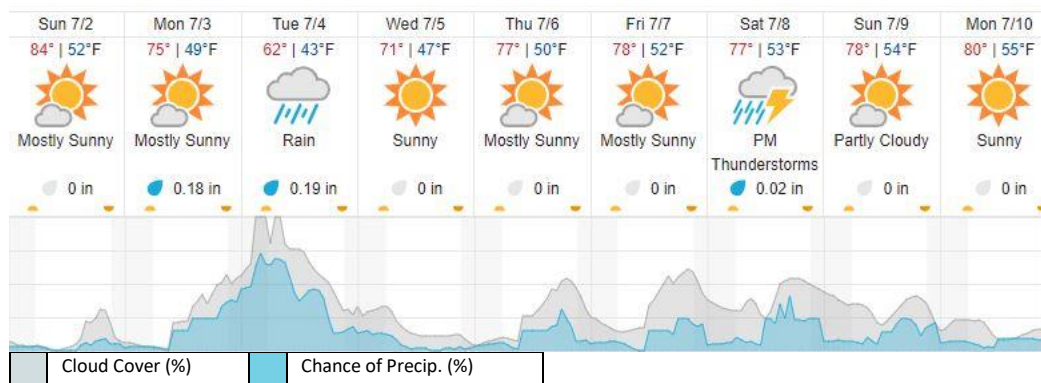 Sun 7/2 Mon 7/3 Tue 7/4 Wed 7/5 Thu 7/6 Fri 7/7 Sat 7/8 Sun 7/9 Mon 7/10
84° | 52°F 75° | 49°F 62° | 43°F 71° | 47°F 77° | 50°F 78° | 52°F 77° | 53°F 78° | 54°F 80° | 55°F
Mostly Sunny Mostly Sunny Rain Sunny Mostly Sunny Mostly Sunny PM Partly Cloudy Sunny
Thunderstorms
0 in 0.18 in 0.19 in 0 in 0 in 0 in 0.02 in 0 in 0 in
Cloud Cover (%) Chance of Precip. (%)